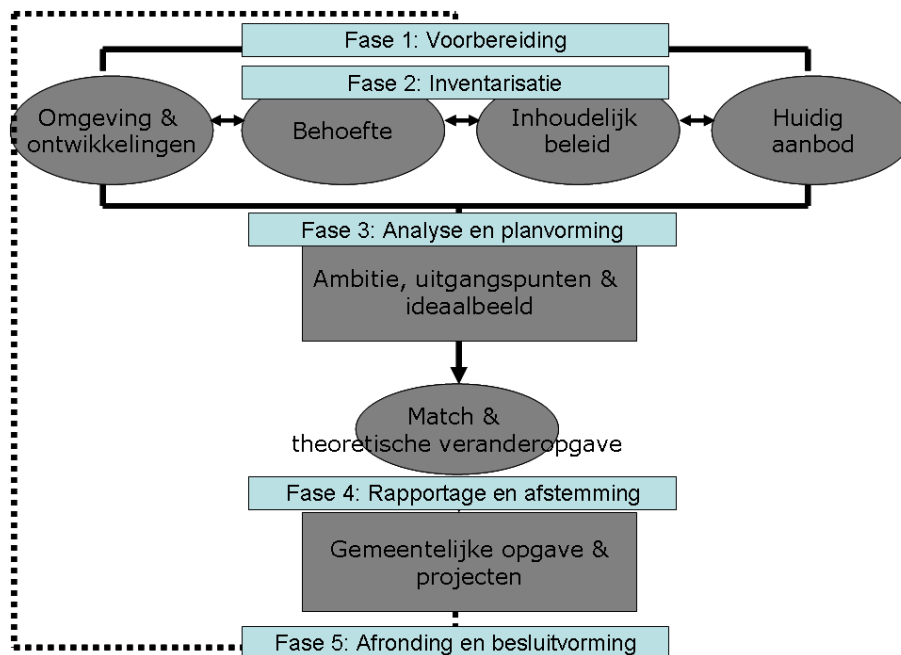 Fase 1: Voorbereiding
Fase 2: Inventarisatie
Omgeving &
ontwikkelingen
Behoefte
Inhoudelijk
beleid
Huidig
aanbod
Fase 3: Analyse en planvorming
Ambitie, uitgangspunten &
ideaalbeeld
Match &
theoretische veranderopgave
Fase 4: Rapportage en afstemming
Gemeentelijke opgave &
projecten
Fase 5: Afronding en besluitvorming